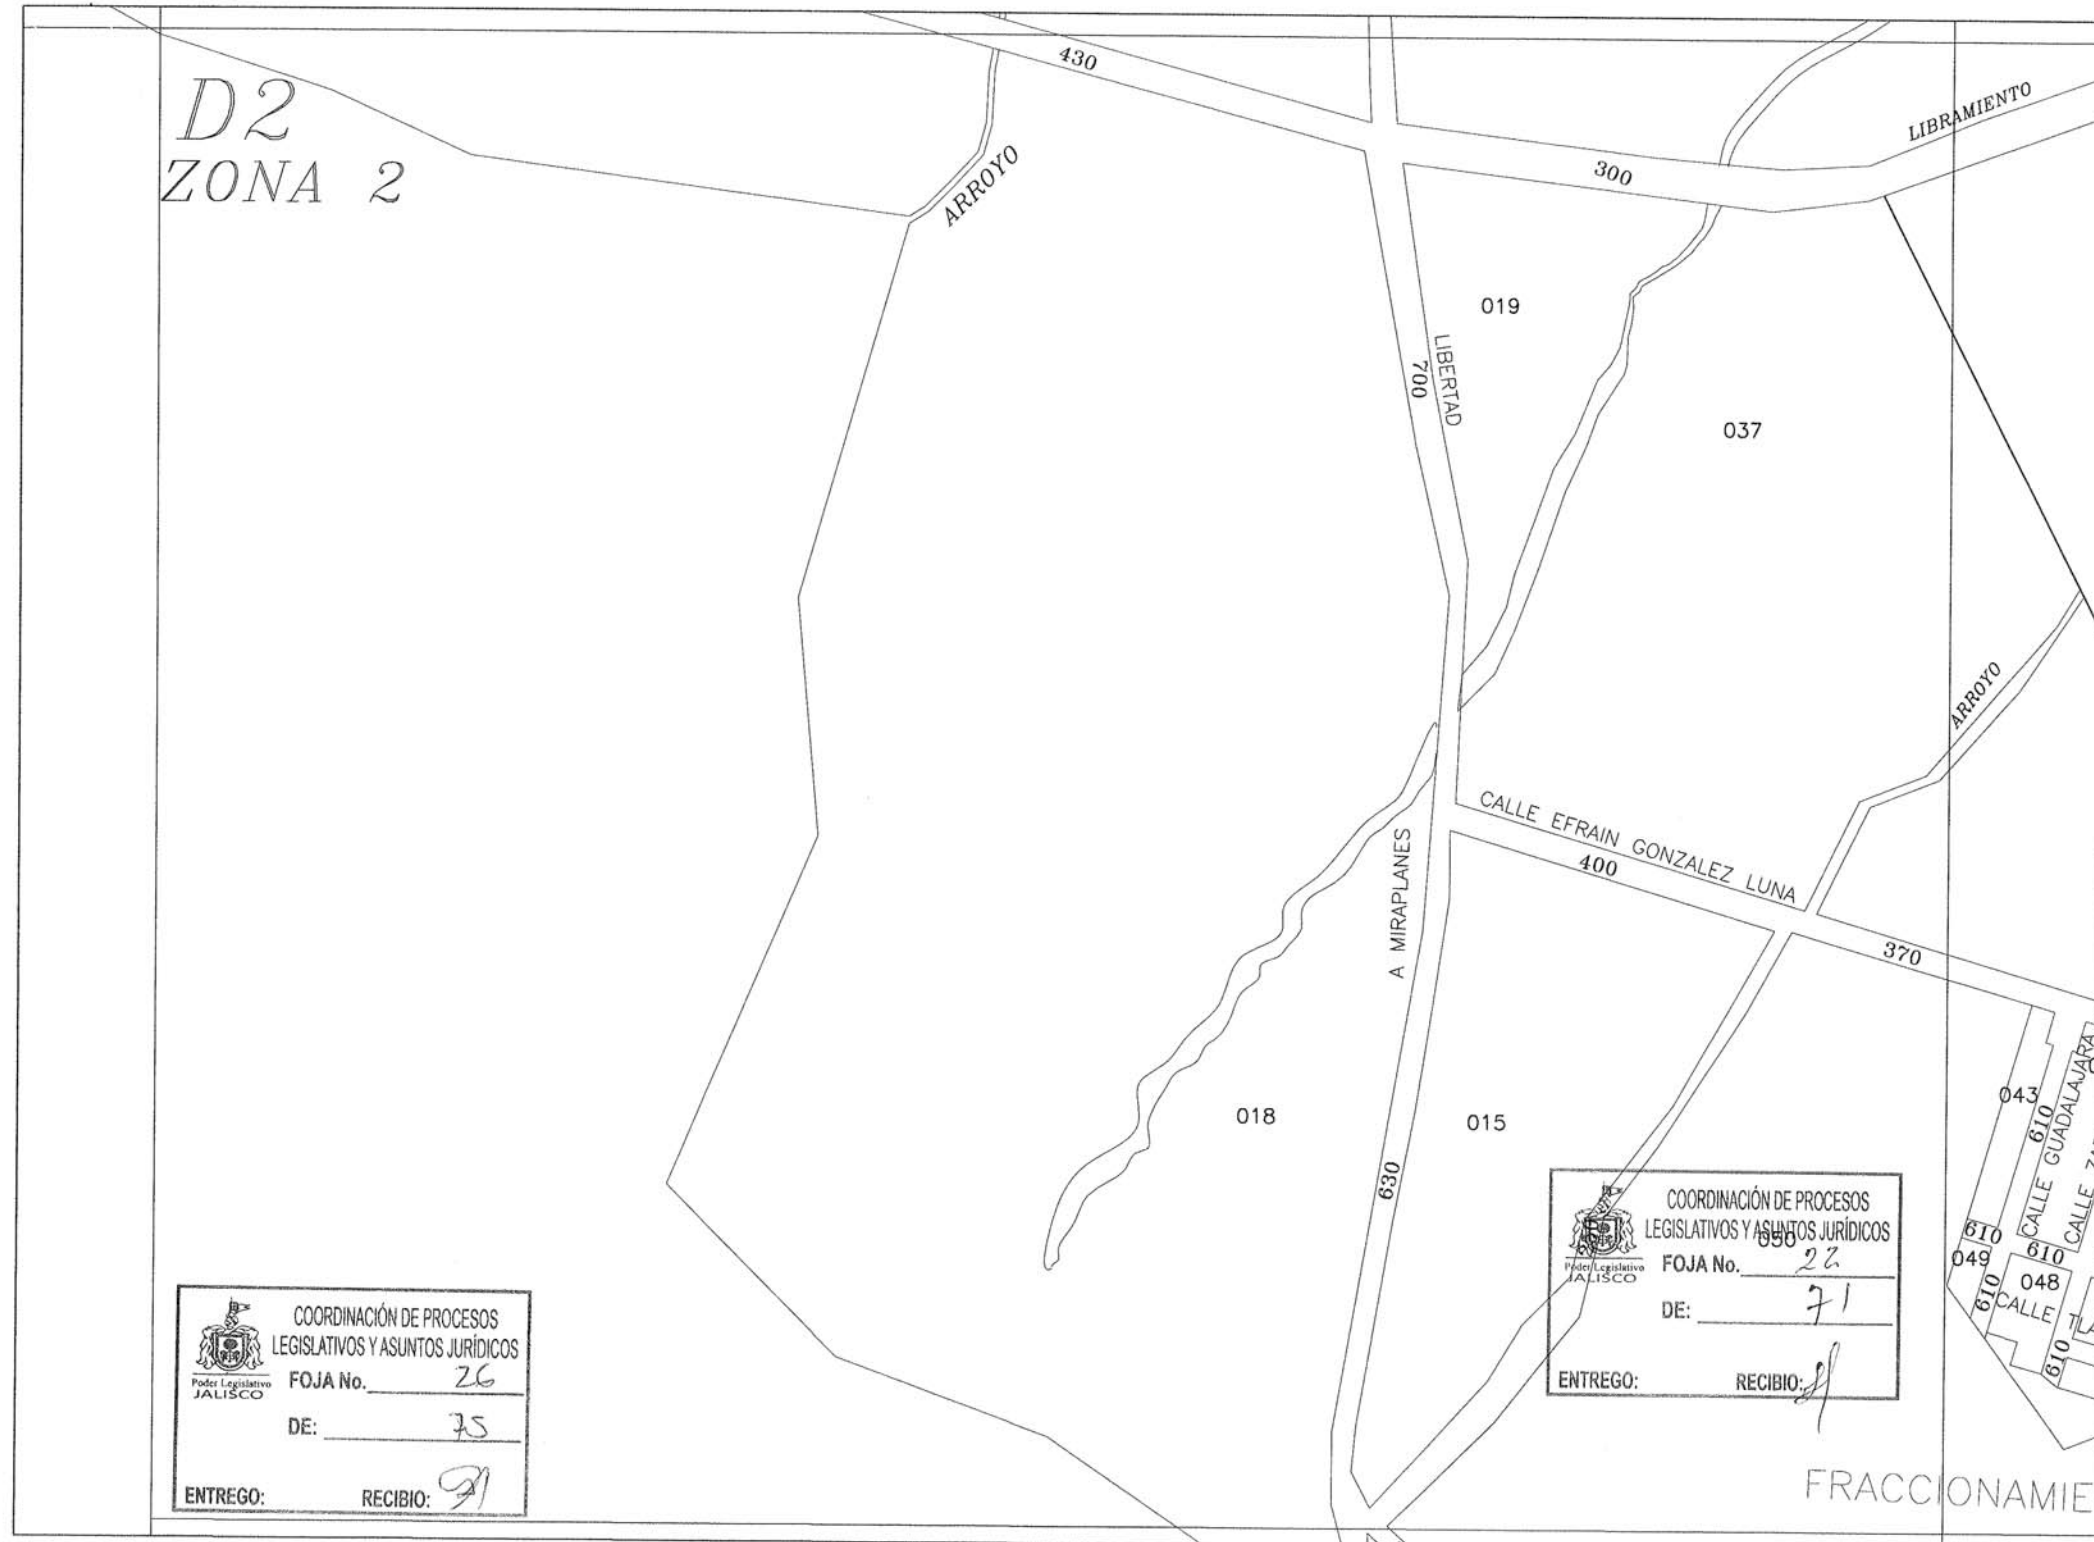 D2
ZONA 2
430
ARROYO
300
LIBRAMIENTO
019
LIBERTAD
700
037
ARROYO
CALLE EFRAIN GONZALEZ LUNA
400
370
A MIRAPLANES
018
015
630
043
610
CALLE GUADALAJARA
CALLE
610
610
049
048
610
CALLE
610
COORDINACIÓN DE PROCESOS
LEGISLATIVOS Y ASUNTOS JURÍDICOS
050
Poder Legislativo
JALISCO
FOJA No. 22
DE: 71
ENTREGO: RECIBIO:
COORDINACIÓN DE PROCESOS
LEGISLATIVOS Y ASUNTOS JURÍDICOS
Poder Legislativo
JALISCO
FOJA No. 26
DE: 75
ENTREGO: RECIBIO:
FRACCIONAMIE